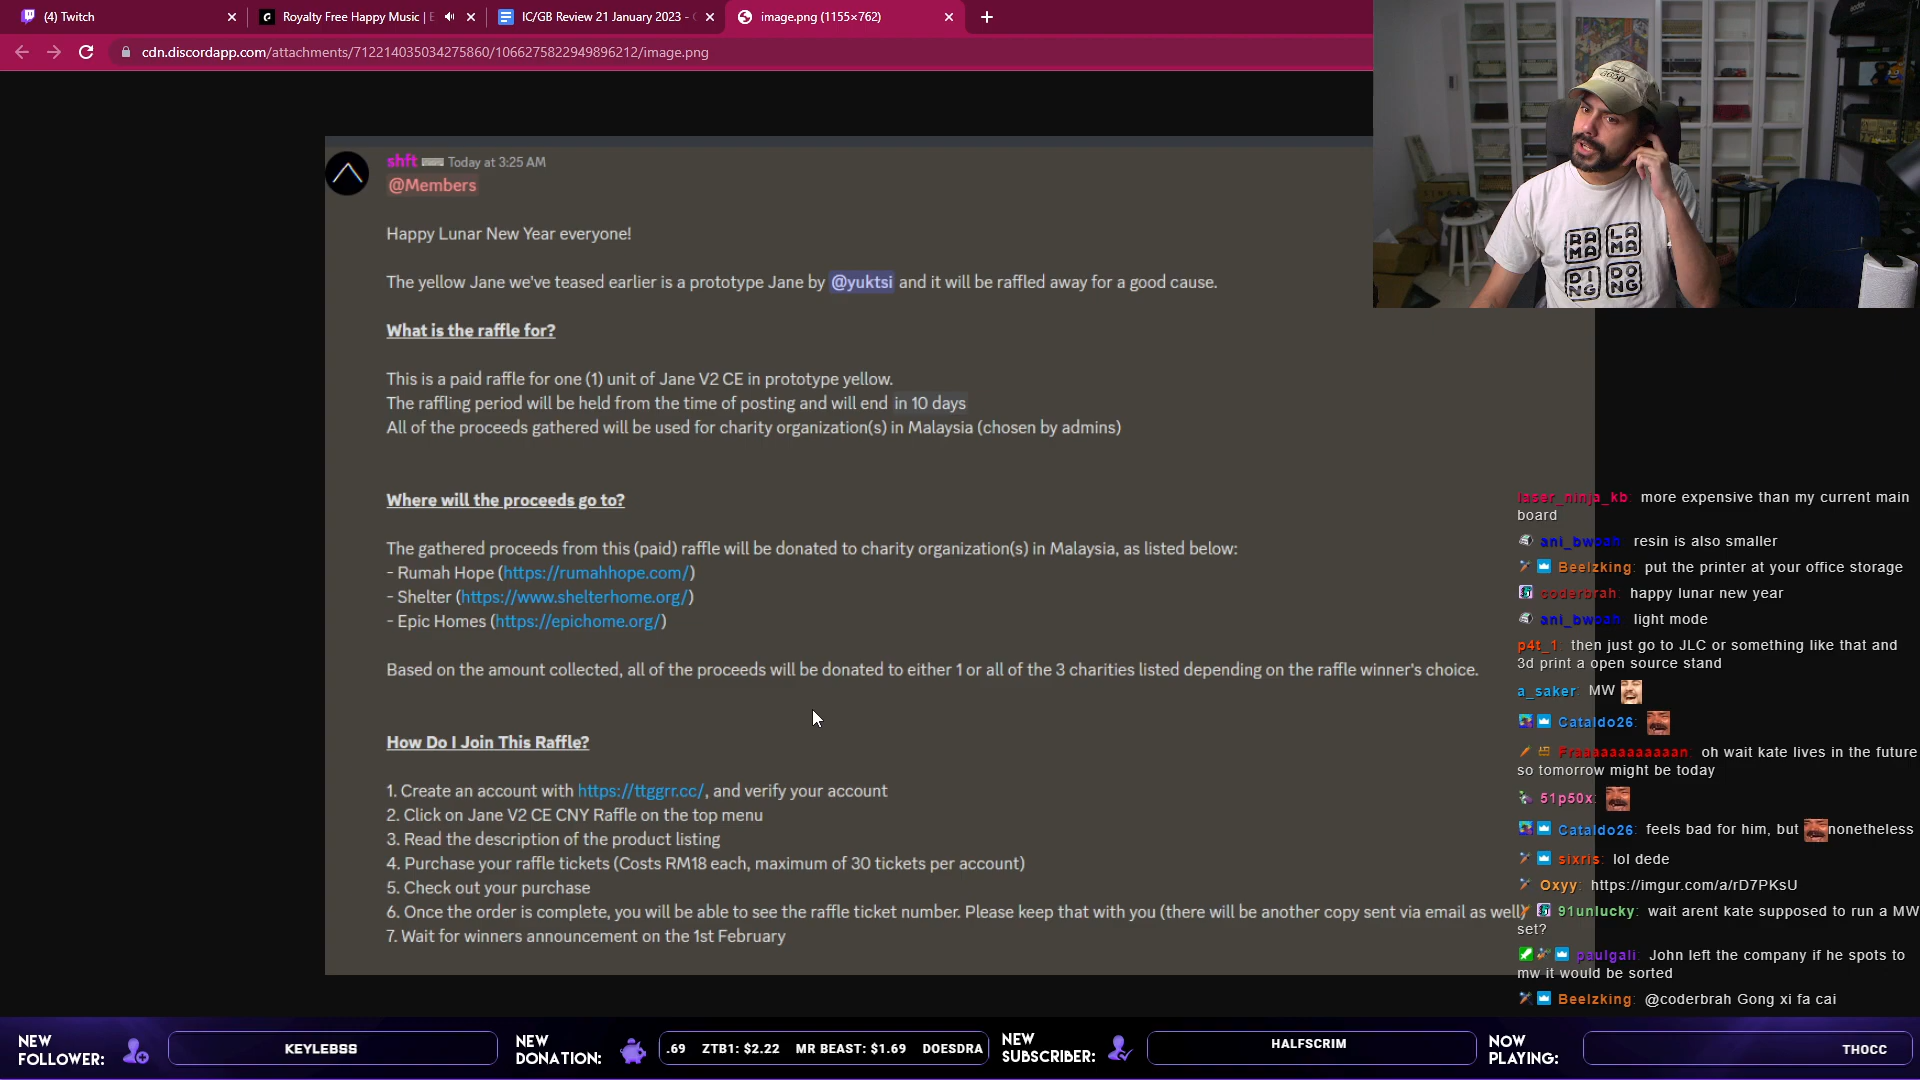 (4) Twitch
Royalty Free Happy Music | E
IC/GB Review 21 January 2023 -
image.png (1155×762)
cdn.discordapp.com/attachments/712214035034275860/1066275822949896212/image.png
shft Today at 3:25 AM
@Members
Happy Lunar New Year everyone!
The yellow Jane we've teased earlier is a prototype Jane by @yuktsi and it will be raffled away for a good cause.
What is the raffle for?
This is a paid raffle for one (1) unit of Jane V2 CE in prototype yellow.
The raffling period will be held from the time of posting and will end in 10 days
All of the proceeds gathered will be used for charity organization(s) in Malaysia (chosen by admins)
Where will the proceeds go to?
The gathered proceeds from this (paid) raffle will be donated to charity organization(s) in Malaysia, as listed below:
- Rumah Hope (https://rumahhope.com/)
- Shelter (https://www.shelterhome.org/)
- Epic Homes (https://epichome.org/)
Based on the amount collected, all of the proceeds will be donated to either 1 or all of the 3 charities listed depending on the raffle winner's choice.
How Do I Join This Raffle?
1. Create an account with https://ttggrr.cc/, and verify your account
2. Click on Jane V2 CE CNY Raffle on the top menu
3. Read the description of the product listing
4. Purchase your raffle tickets (Costs RM18 each, maximum of 30 tickets per account)
5. Check out your purchase
6. Once the order is complete, you will be able to see the raffle ticket number. Please keep that with you (there will be another copy sent via email as well)
7. Wait for winners announcement on the 1st February
RA LA
MA MA
DI DO
NG NG
laser_ninja_kb: more expensive than my current main
board
ani_bwoah: resin is also smaller
Beelzking: put the printer at your office storage
coderbrah: happy lunar new year
ani_bwoah: light mode
p4t_1: then just go to JLC or something like that and
3d print a open source stand
a_saker: MW
Cataldo26:
Fraaaaaaaaaaan: oh wait kate lives in the future
so tomorrow might be today
51p50x:
Cataldo26: feels bad for him, but nonetheless
sixris: lol dede
Oxyy: https://imgur.com/a/rD7PKsU
91unlucky: wait arent kate supposed to run a MW
set?
paulgali: John left the company if he spots to
mw it would be sorted
Beelzking: @coderbrah Gong xi fa cai
NEW
FOLLOWER:
KEYLEBSS
NEW
DONATION:
.69 ZTB1: $2.22 MR BEAST: $1.69 DOESDRA
NEW
SUBSCRIBER:
HALFSCRIM
NOW
PLAYING:
THOCC